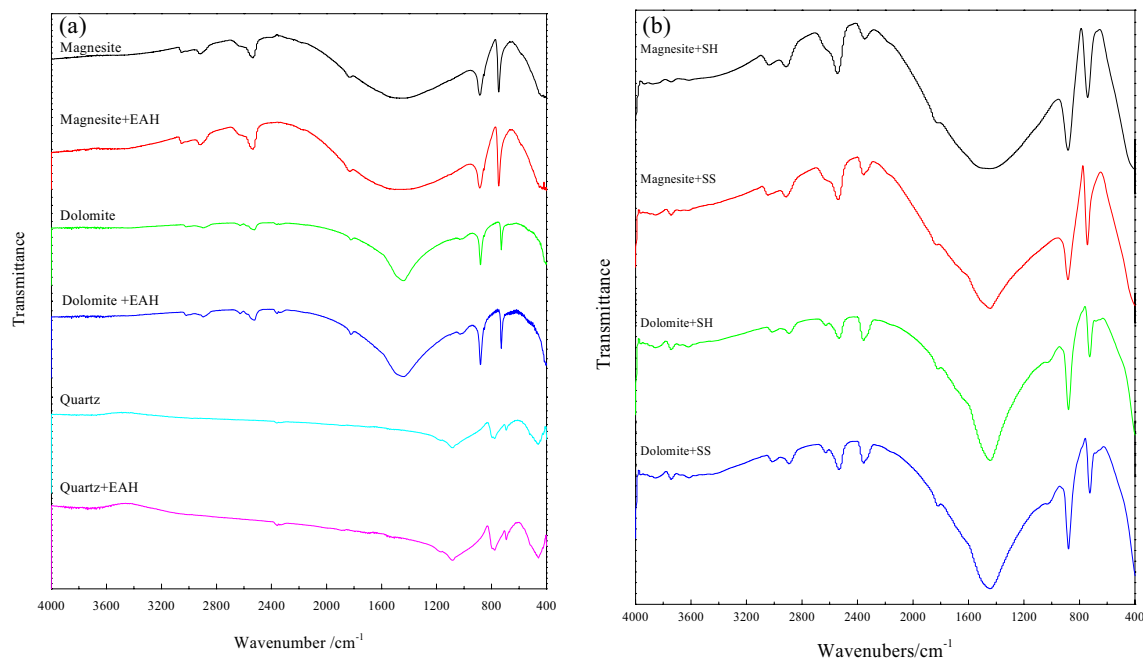 (a)
Magnesite
Magnesite+EAH
Dolomite
Dolomite +EAH
Quartz
Quartz+EAH
Transmittance
4000 3200 2400 1600 800 400
2000 1200
Wavenumber /cm-1
(b)
Magnesite+SH
Magnesite+SS
Dolomite+SH
Dolomite+SS
Transmittance
4000 3600 3200 2800 2400 2000 1600 1200 800 400
Wavenubers/cm-1